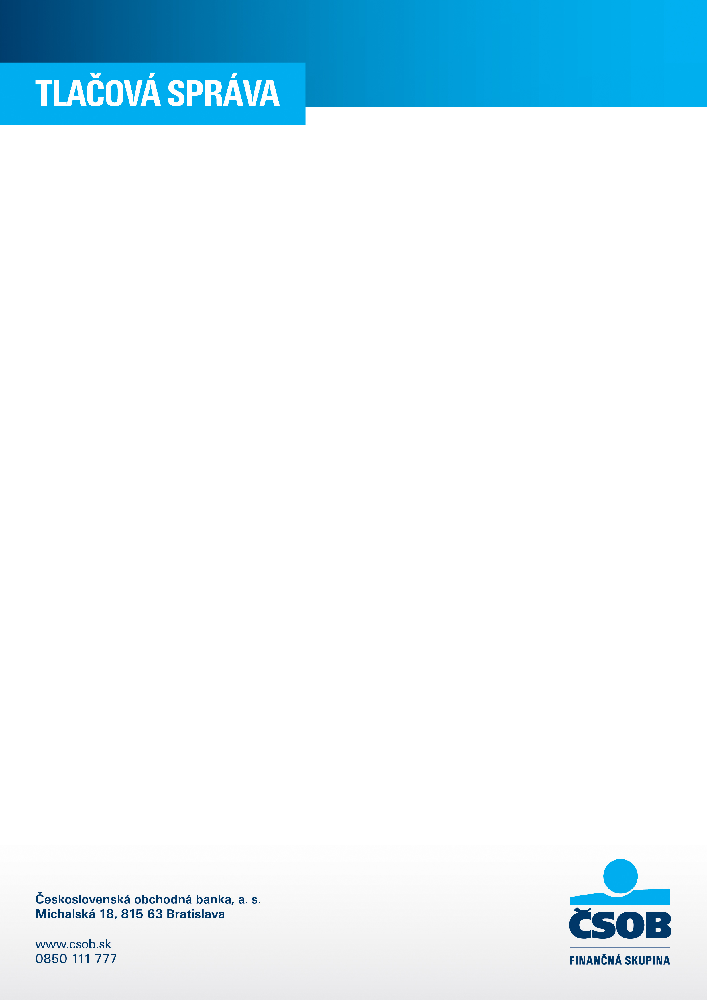 TLAČOVÁ SPRÁVA
Československá obchodná banka, a. s.
Michalská 18, 815 63 Bratislava
www.csob.sk
0850 111 777
ČSOB
FINANČNÁ SKUPINA